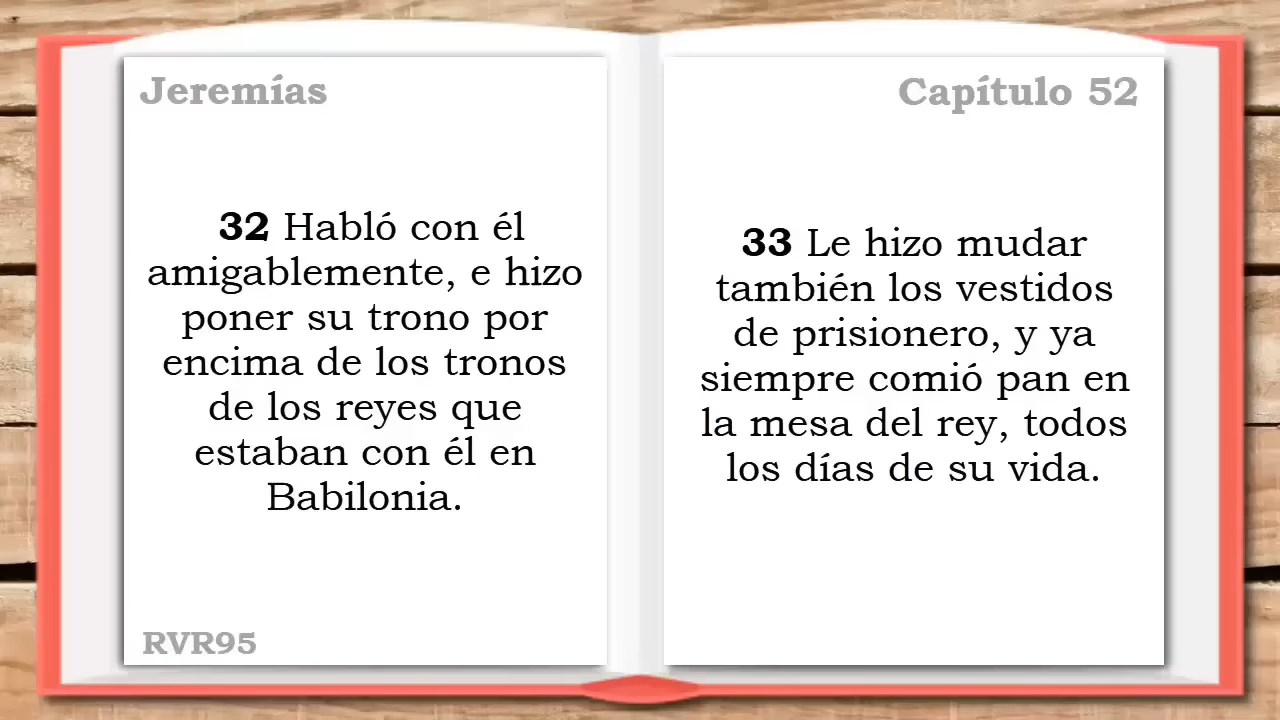 Jeremías
32 Habló con él
amigablemente, e hizo
poner su trono por
encima de los tronos
de los reyes que
estaban con él en
Babilonia.
RVR95
Capítulo 52
33 Le hizo mudar
también los vestidos
de prisionero, y ya
siempre comió pan en
la mesa del rey, todos
los días de su vida.